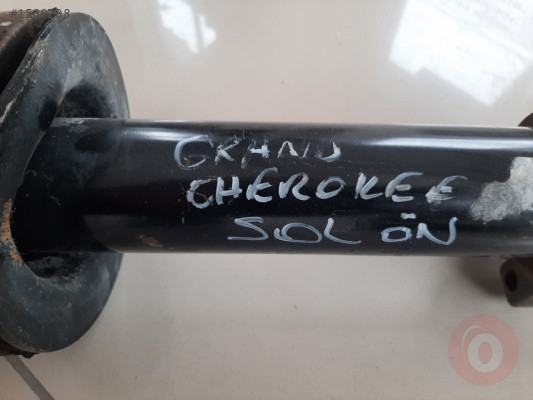 GRAND
CHEROKEE
SOL ÖN